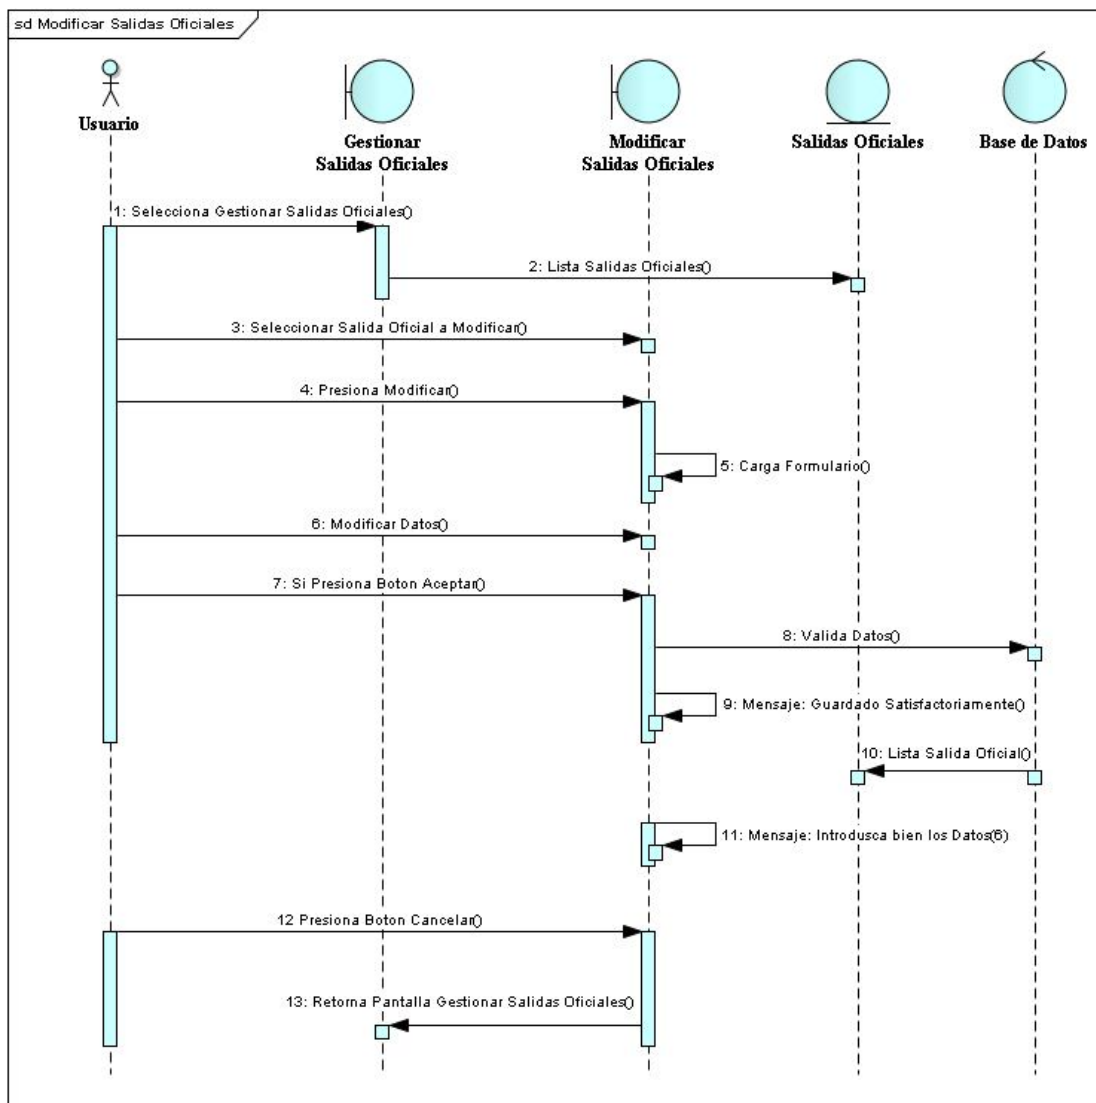 sd Modificar Salidas Oficiales
Usuario
Gestionar
Salidas Oficiales
Modificar
Salidas Oficiales
Salidas Oficiales
Base de Datos
1: Selecciona Gestionar Salidas Oficiales()
2: Lista Salidas Oficiales()
3: Seleccionar Salida Oficial a Modificar()
4: Presiona Modificar()
5: Carga Formulario()
6: Modificar Datos()
7: Si Presiona Boton Aceptar()
8: Valida Datos()
9: Mensaje: Guardado Satisfactoriamente()
10: Lista Salida Oficial()
11: Mensaje: Introdusca bien los Datos(6)
12 Presiona Boton Cancelar()
13: Retorna Pantalla Gestionar Salidas Oficiales()